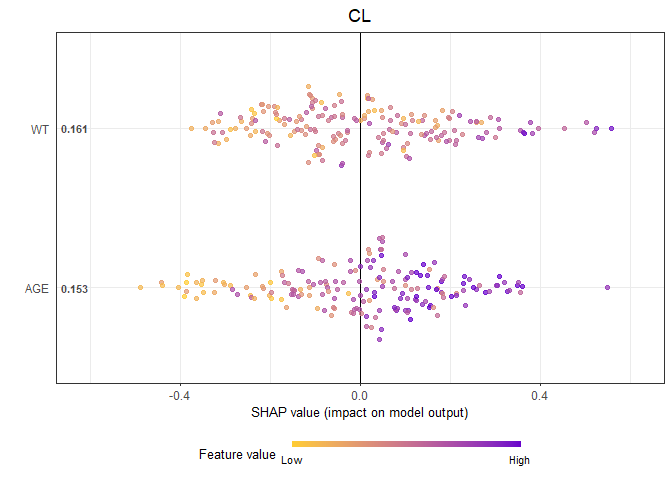 CL
WT 0.161
AGE 0.153
-0.4 0.0 0.4
SHAP value (impact on model output)
Feature value
Low High